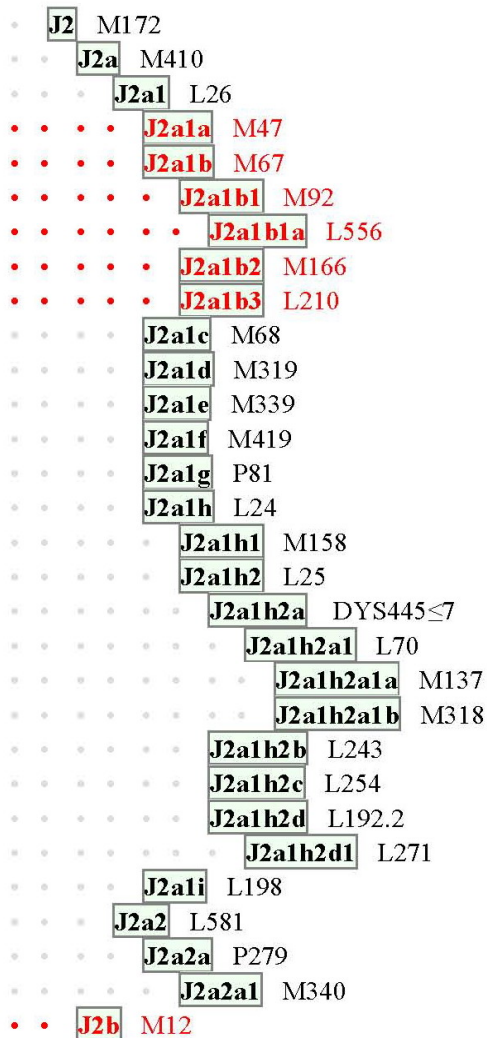 J2 M172
J2a M410
J2a1 L26
J2a1a M47
J2a1b M67
J2a1b1 M92
J2a1b1a L556
J2a1b2 M166
J2a1b3 L210
J2a1c M68
J2a1d M319
J2a1e M339
J2a1f M419
J2a1g P81
J2a1h L24
J2a1h1 M158
J2a1h2 L25
J2a1h2a DYS445≤7
J2a1h2a1 L70
J2a1h2a1a M137
J2a1h2a1b M318
J2a1h2b L243
J2a1h2c L254
J2a1h2d L192.2
J2a1h2d1 L271
J2a1i L198
J2a2 L581
J2a2a P279
J2a2a1 M340
J2b M12